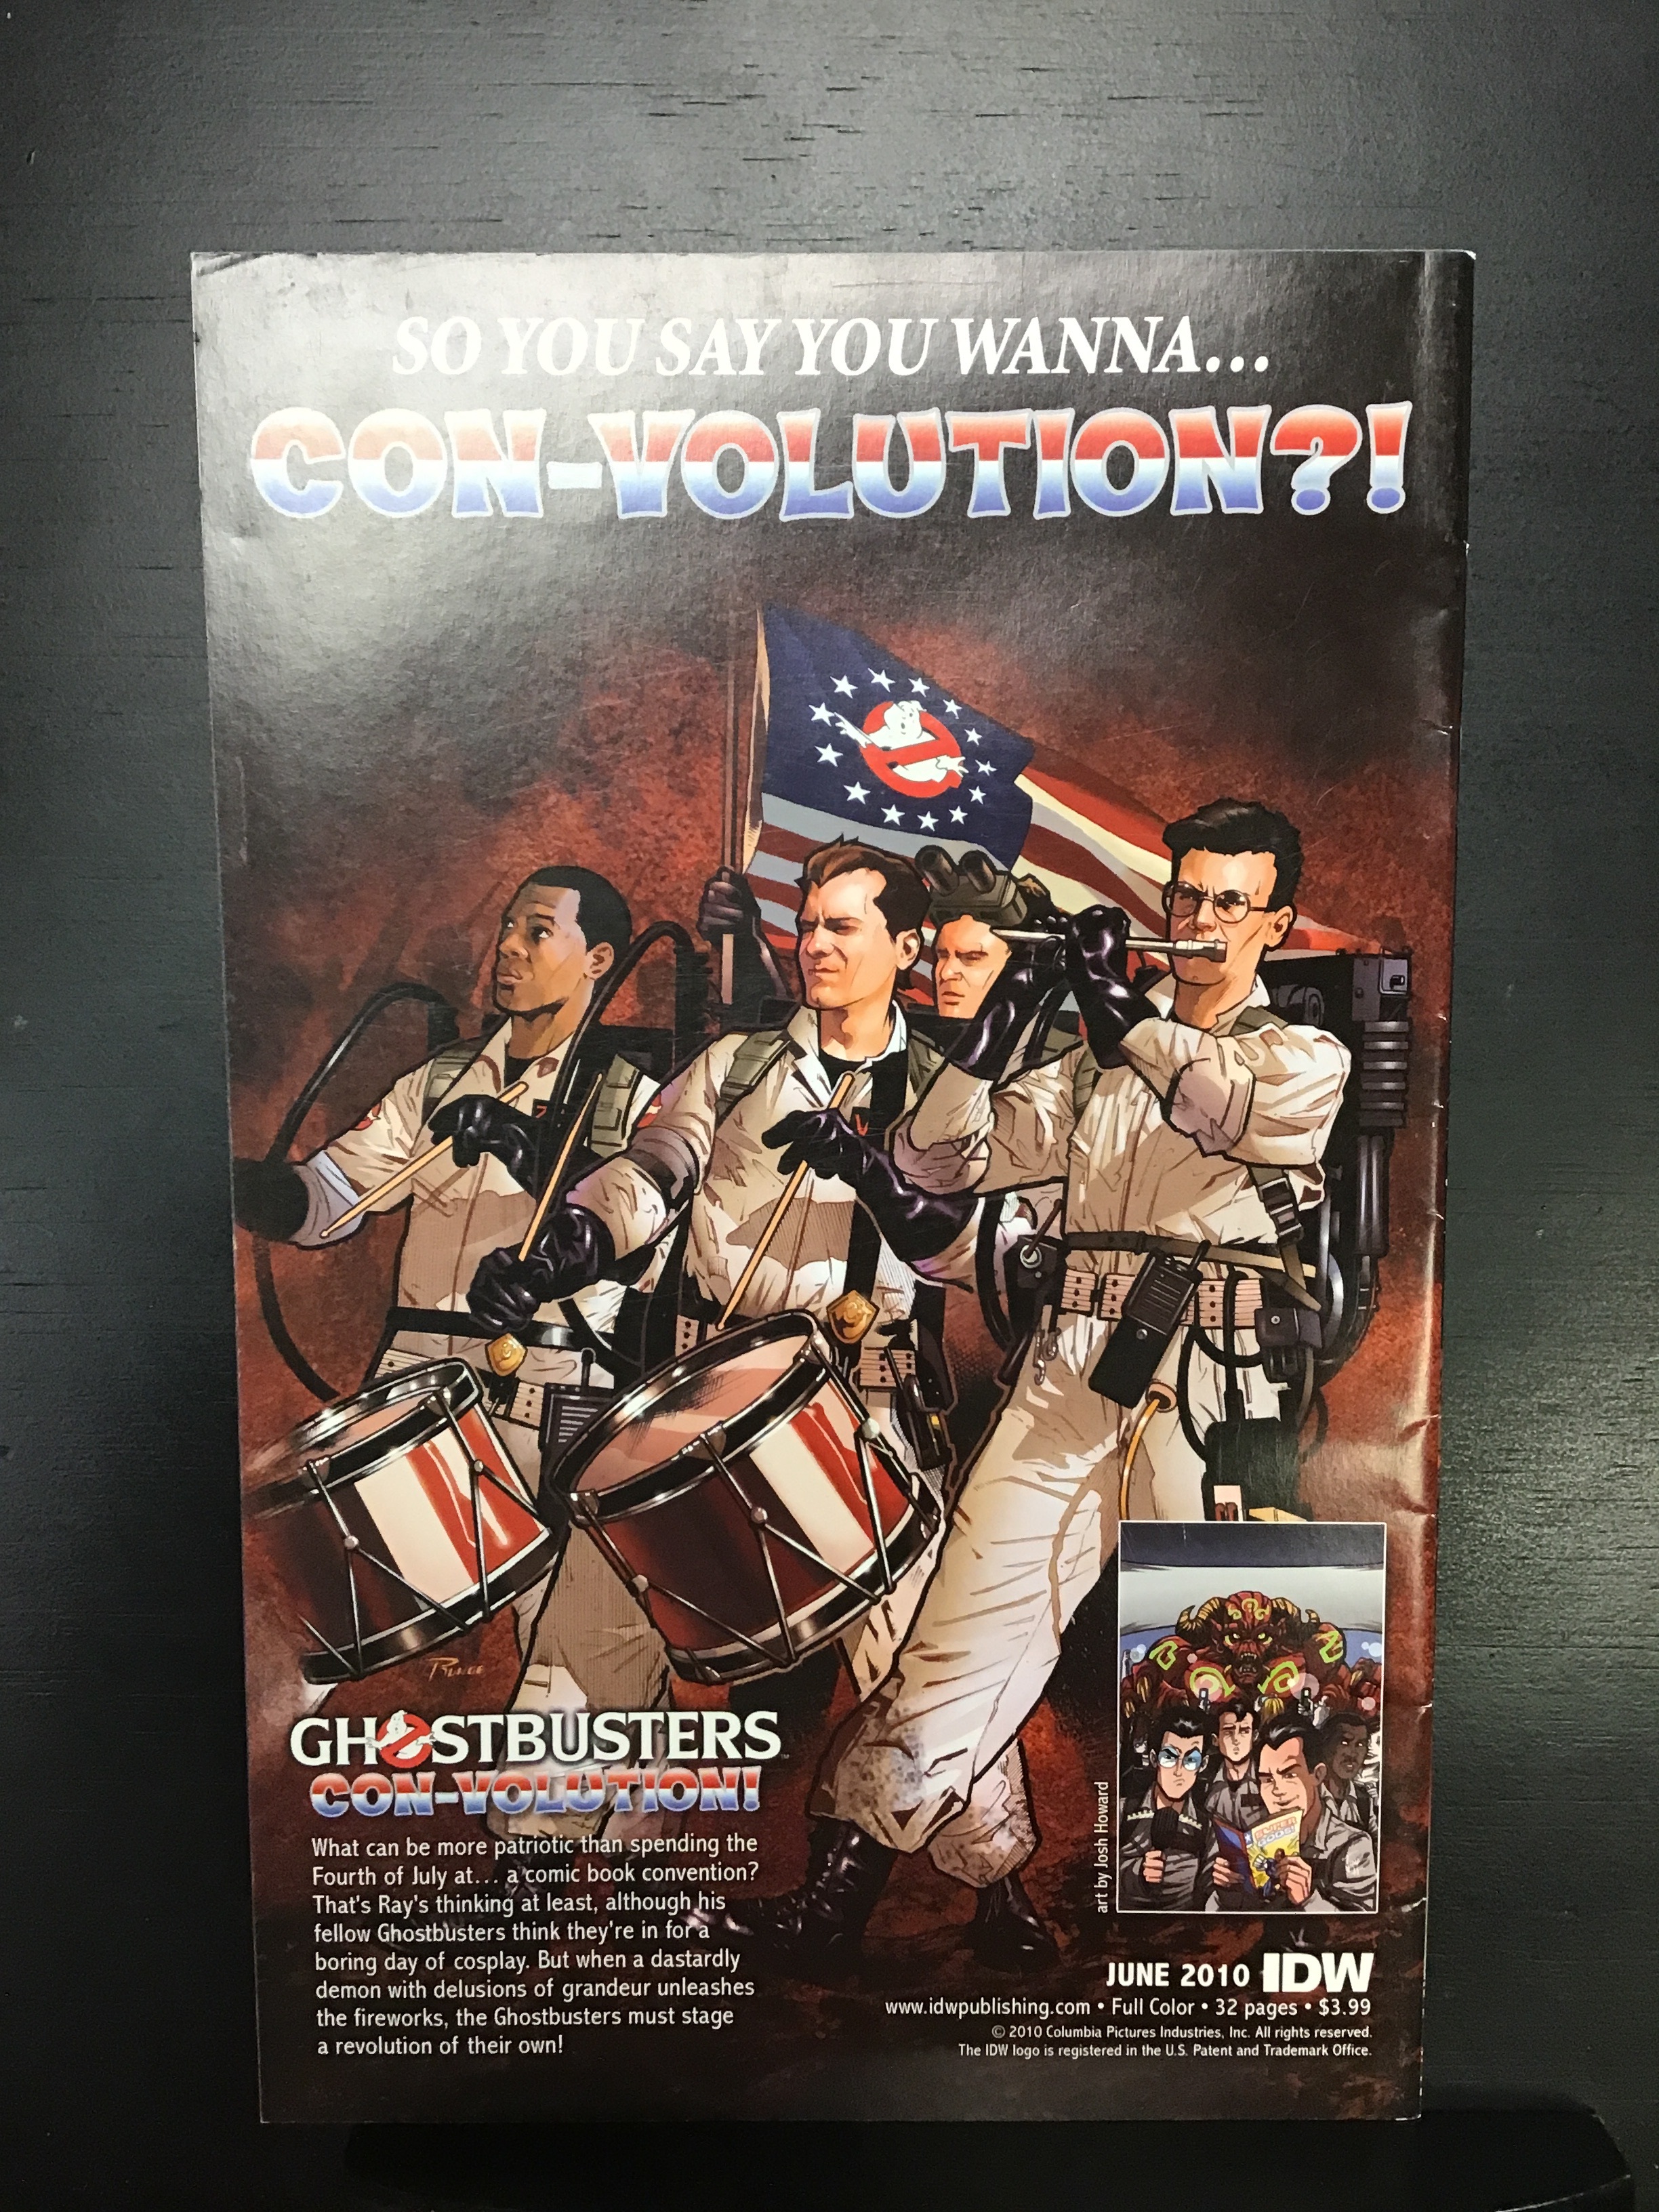 SO YOU SAY YOU WANNA...
CON-VOLUTION?!
RUNGE
GHOSTBUSTERS™
CON-VOLUTION!
What can be more patriotic than spending the
Fourth of July at... a comic book convention?
That's Ray's thinking at least, although his
fellow Ghostbusters think they're in for a
boring day of cosplay. But when a dastardly
demon with delusions of grandeur unleashes
the fireworks, the Ghostbusters must stage
a revolution of their own!
art by Josh Howard
JUNE 2010 IDW
www.idwpublishing.com • Full Color • 32 pages • $3.99
© 2010 Columbia Pictures Industries, Inc. All rights reserved.
The IDW logo is registered in the U.S. Patent and Trademark Office.